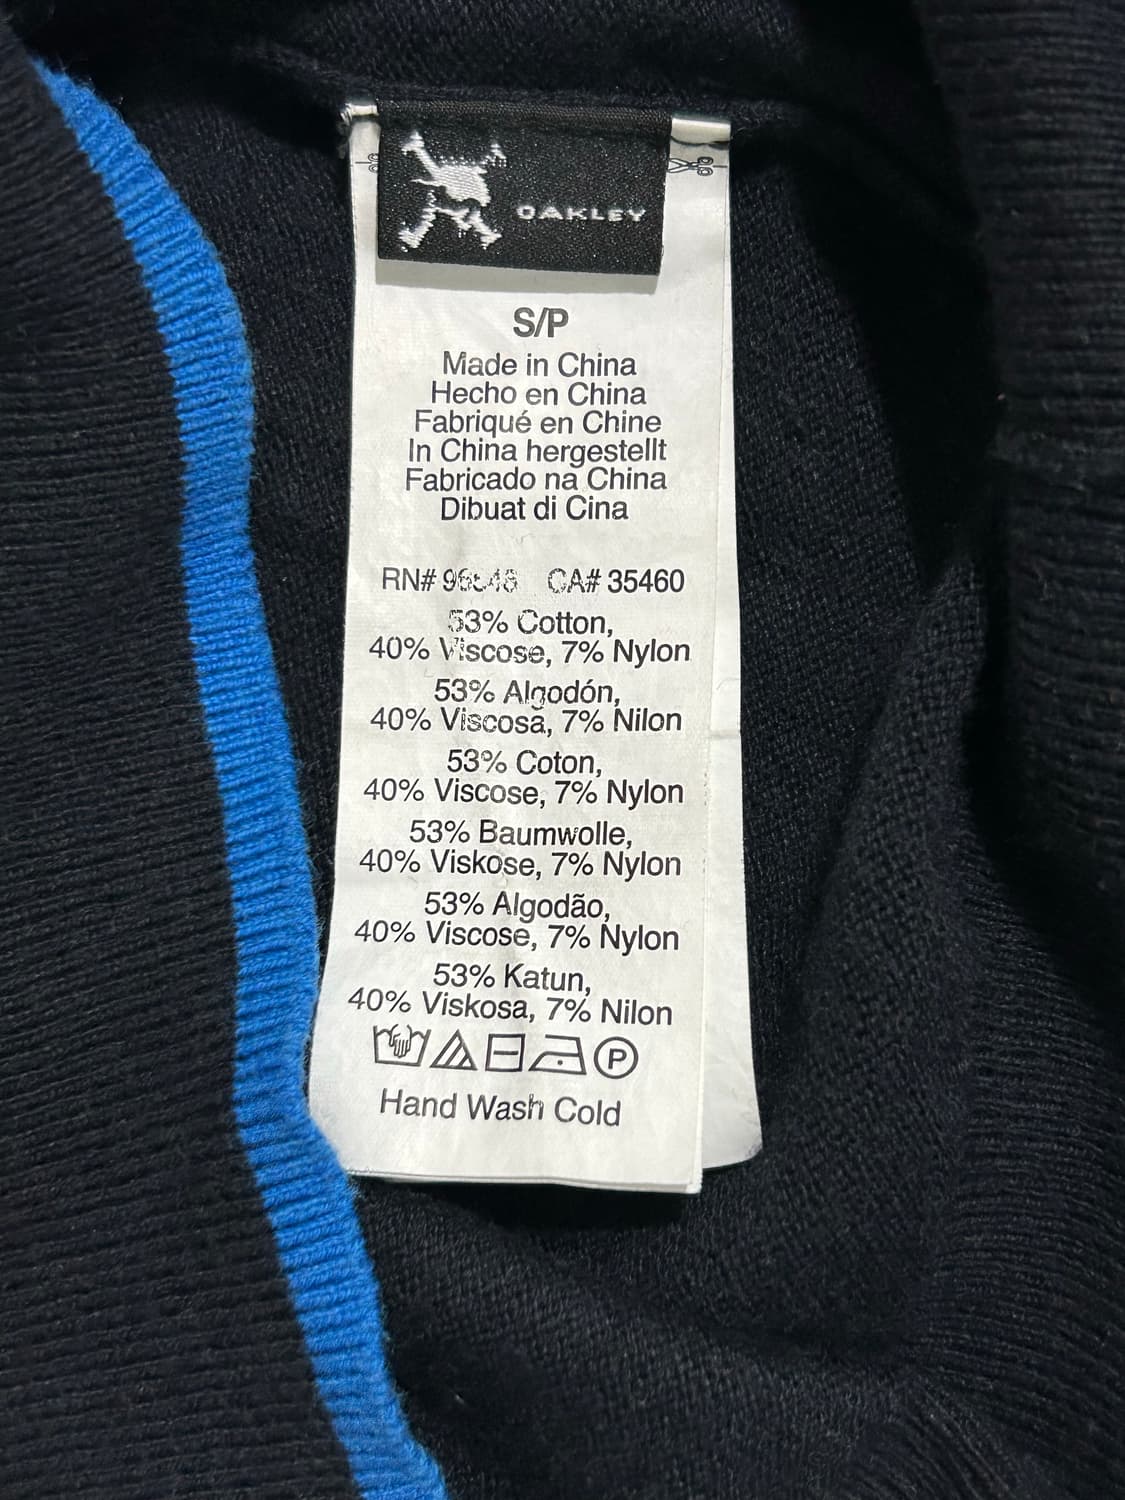 OAKLEY
S/P
Made in China
Hecho en China
Fabriqué en Chine
In China hergestellt
Fabricado na China
Dibuat di Cina
RN# CA# 35460
53% Cotton,
40% Viscose, 7% Nylon
53% Algodón,
40% Viscosa, 7% Nilon
53% Coton,
40% Viscose, 7% Nylon
53% Baumwolle,
40% Viskose, 7% Nylon
53% Algodão,
40% Viscose, 7% Nylon
53% Katun,
40% Viskosa, 7% Nilon
P
Hand Wash Cold